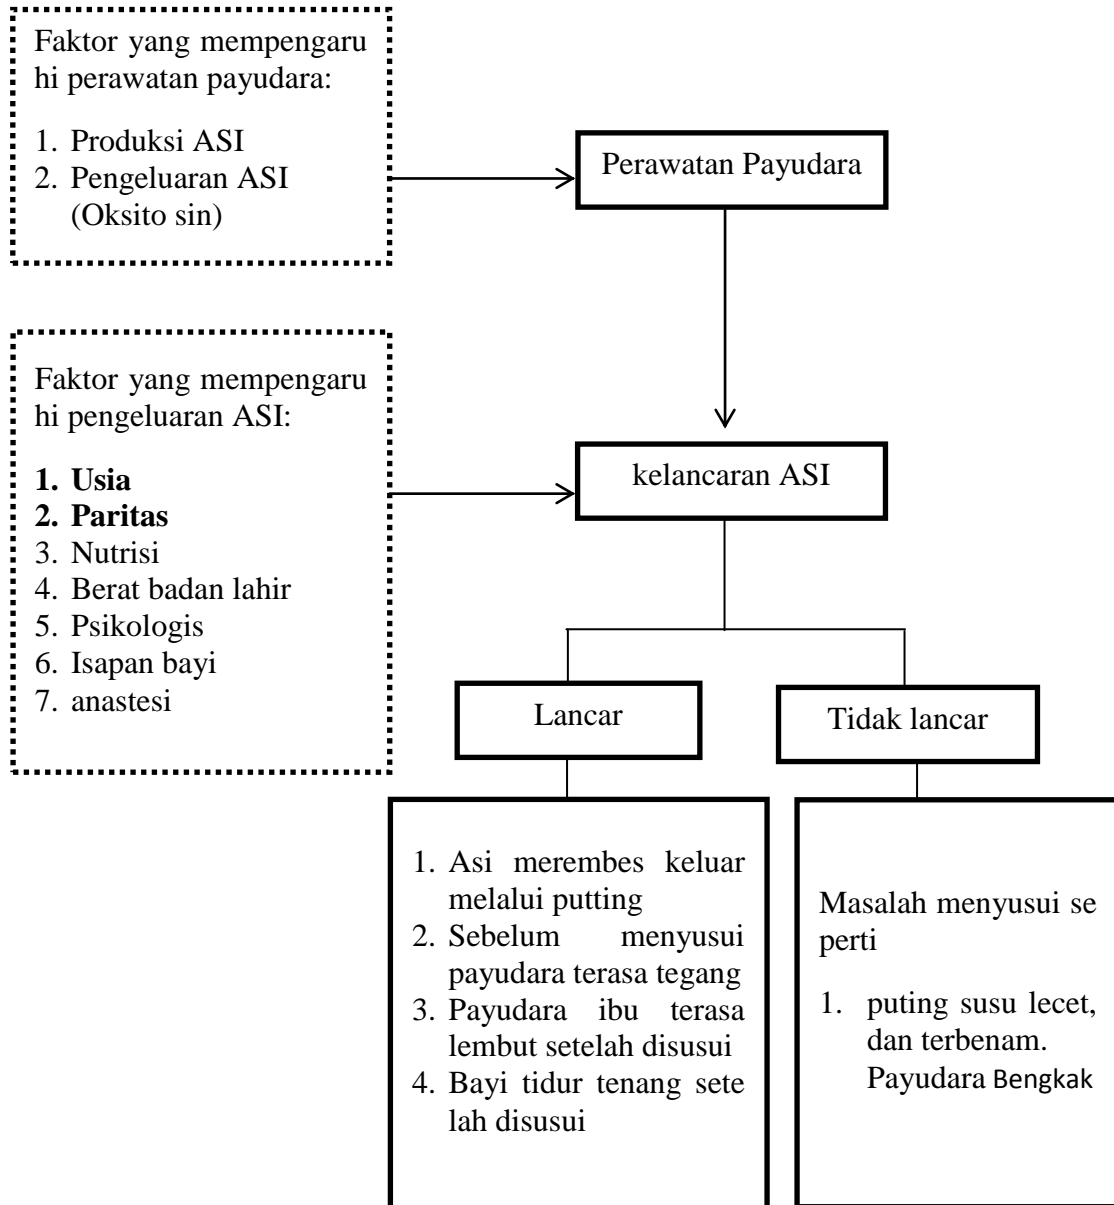 Faktor yang mempengaru
hi perawatan payudara:
1. Produksi ASI
2. Pengeluaran ASI
(Oksito sin)
Perawatan Payudara
Faktor yang mempengaru
hi pengeluaran ASI:
1. Usia
2. Paritas
3. Nutrisi
4. Berat badan lahir
5. Psikologis
6. Isapan bayi
7. anastesi
kelancaran ASI
Lancar
Tidak lancar
1. Asi merembes keluar
melalui putting
2. Sebelum menyusui
payudara terasa tegang
3. Payudara ibu terasa
lembut setelah disusui
4. Bayi tidur tenang sete
lah disusui
Masalah menyusui se
perti
1. puting susu lecet,
dan terbenam.
Payudara Bengkak